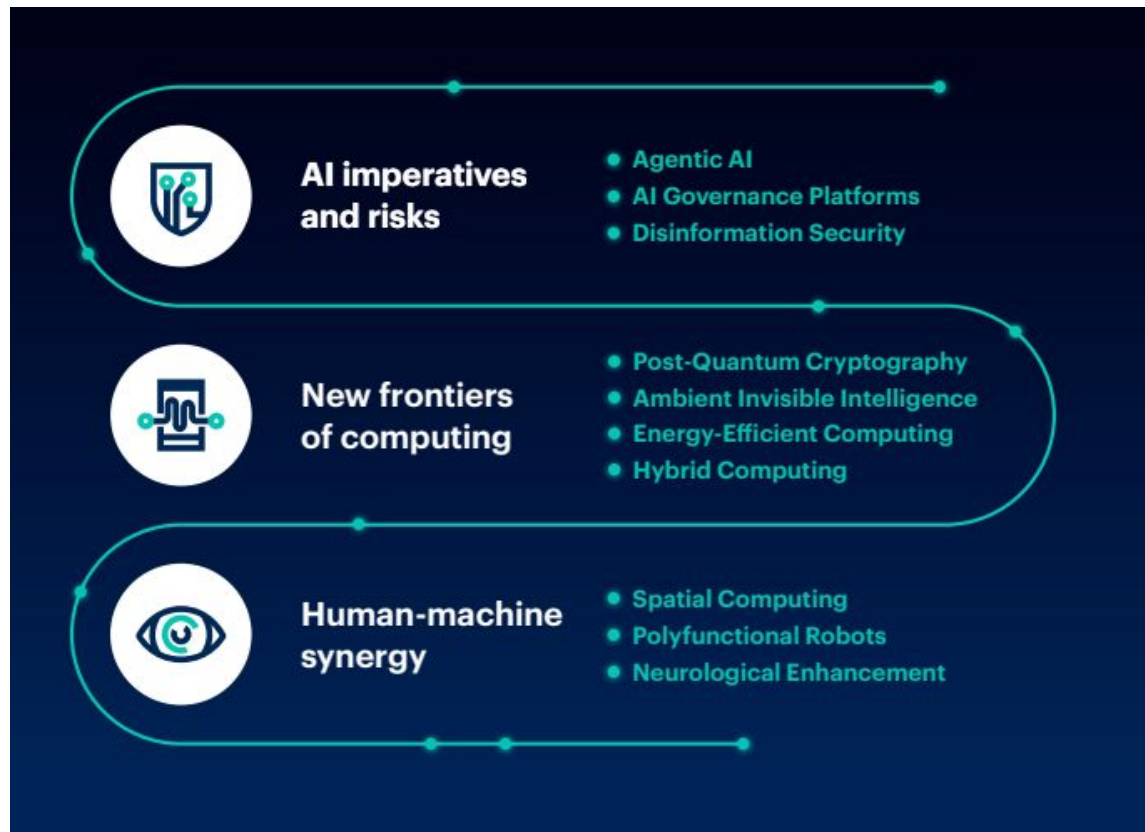 AI imperatives
and risks
Agentic AI
AI Governance Platforms
Disinformation Security
New frontiers
of computing
Post-Quantum Cryptography
Ambient Invisible Intelligence
Energy-Efficient Computing
Hybrid Computing
Human-machine
synergy
Spatial Computing
Polyfunctional Robots
Neurological Enhancement